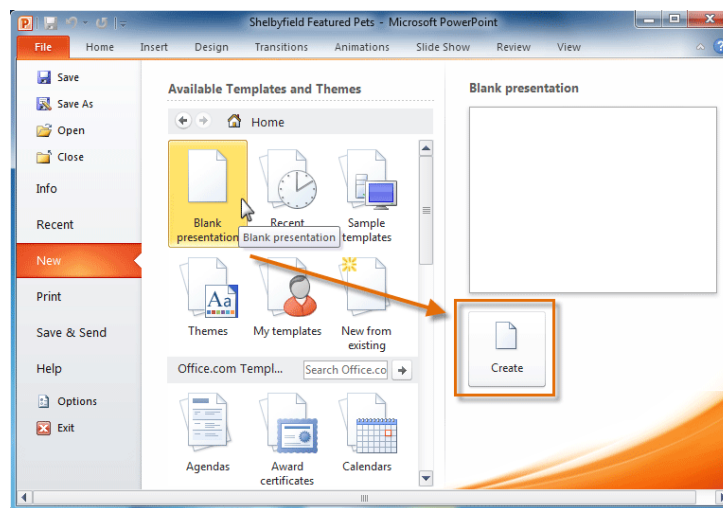 Shelbyfield Featured Pets - Microsoft PowerPoint
File Home Insert Design Transitions Animations Slide Show Review View
Save
Save As
Open
Close
Info
Recent
New
Print
Save & Send
Help
Options
Exit
Available Templates and Themes
Home
Blank presentation
Recent
Sample templates
Blank presentation
Aa
Themes
My templates
New from existing
Office.com Templ...
Search Office.co
Agendas
Award certificates
Calendars
Blank presentation
Create